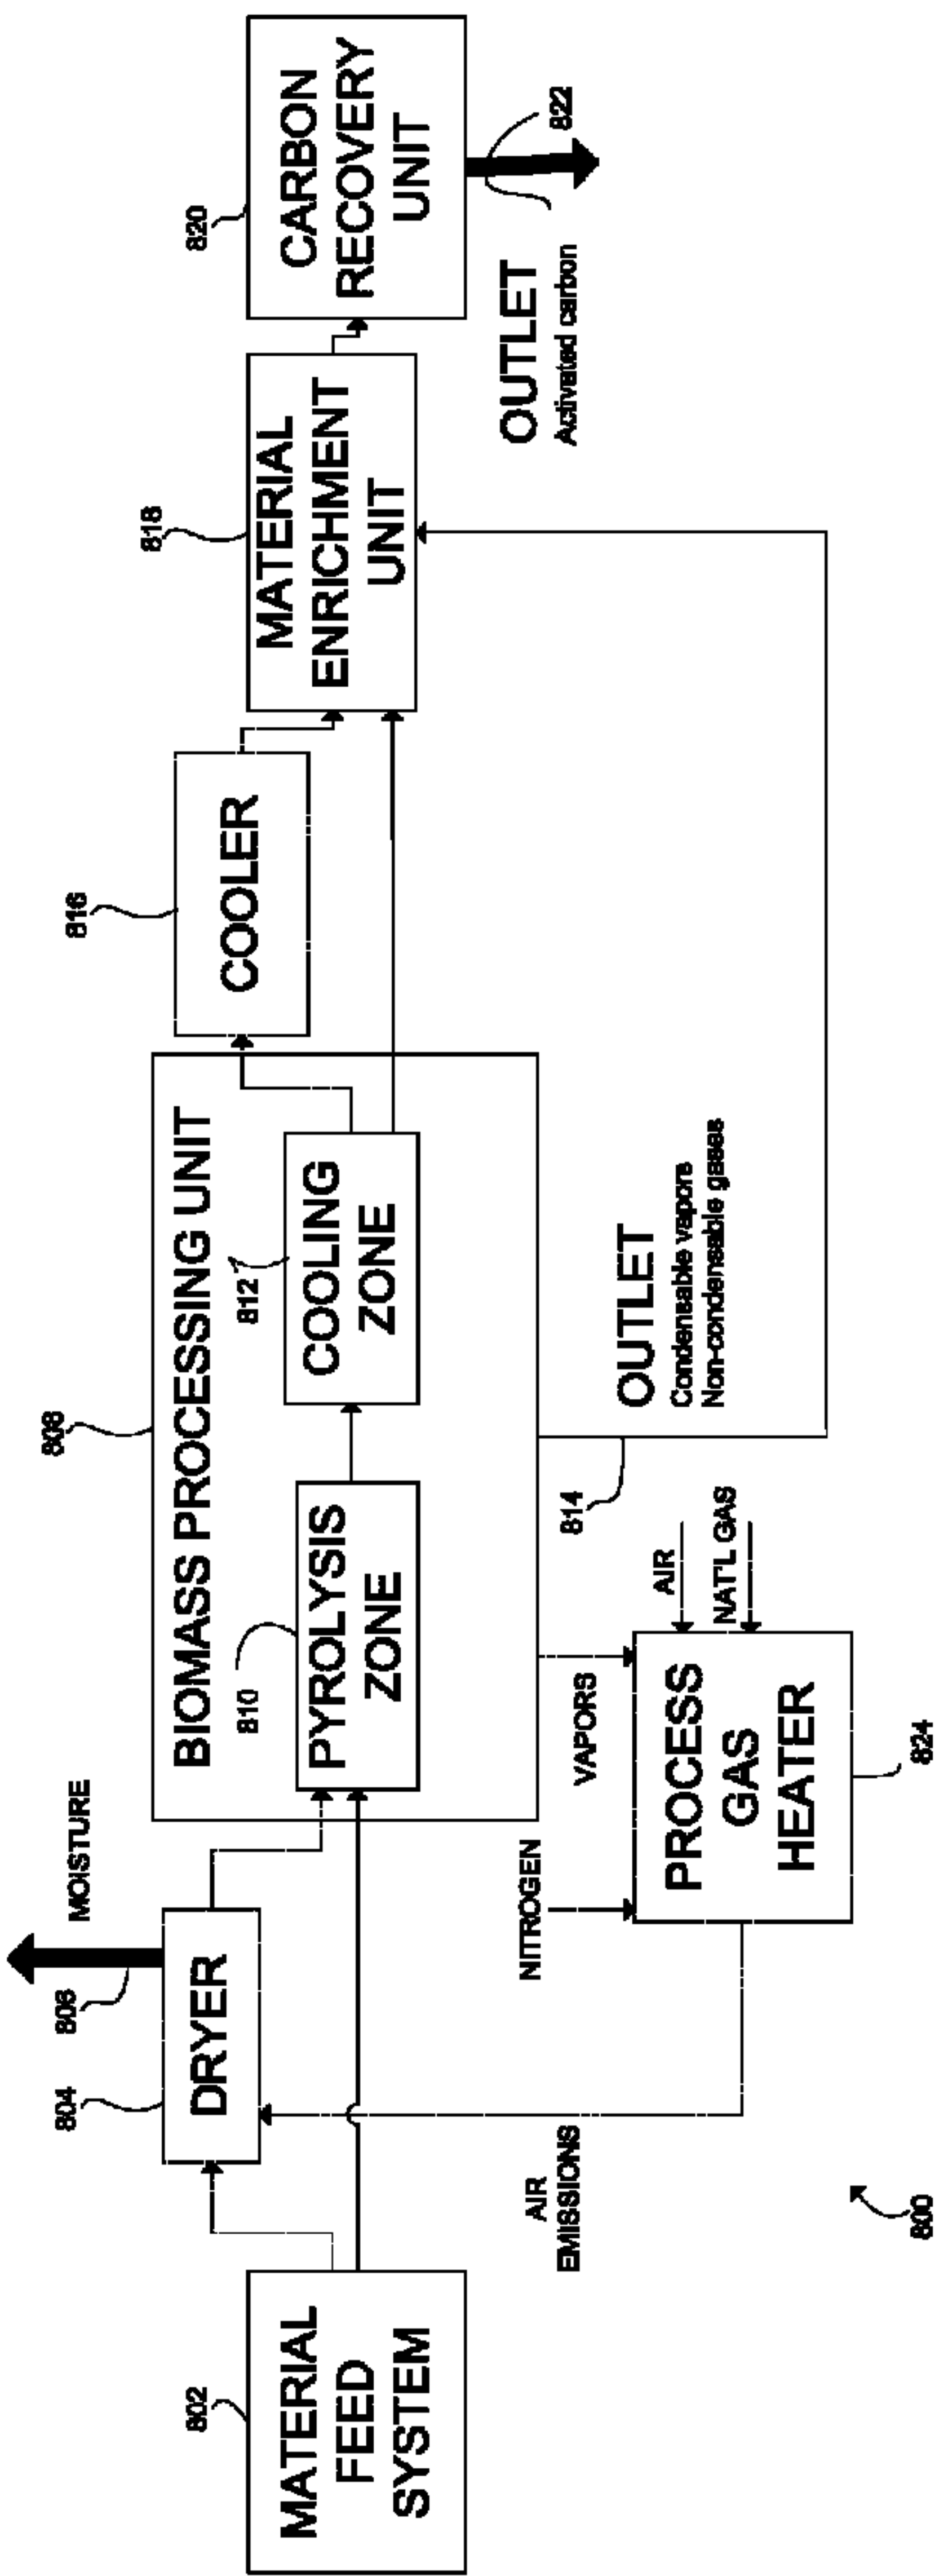 MOISTURE
806
804
DRYER
802
MATERIAL
FEED
SYSTEM
808
BIOMASS PROCESSING UNIT
810
PYROLYSIS
ZONE
812
COOLING
ZONE
816
COOLER
818
MATERIAL
ENRICHMENT
UNIT
820
CARBON
RECOVERY
UNIT
822
OUTLET
Activated carbon
814
OUTLET
Condensable vapors
Non-condensable gases
AIR
EMISSIONS
NITROGEN
VAPORS
AIR
NAT'L GAS
PROCESS
GAS
HEATER
824
800